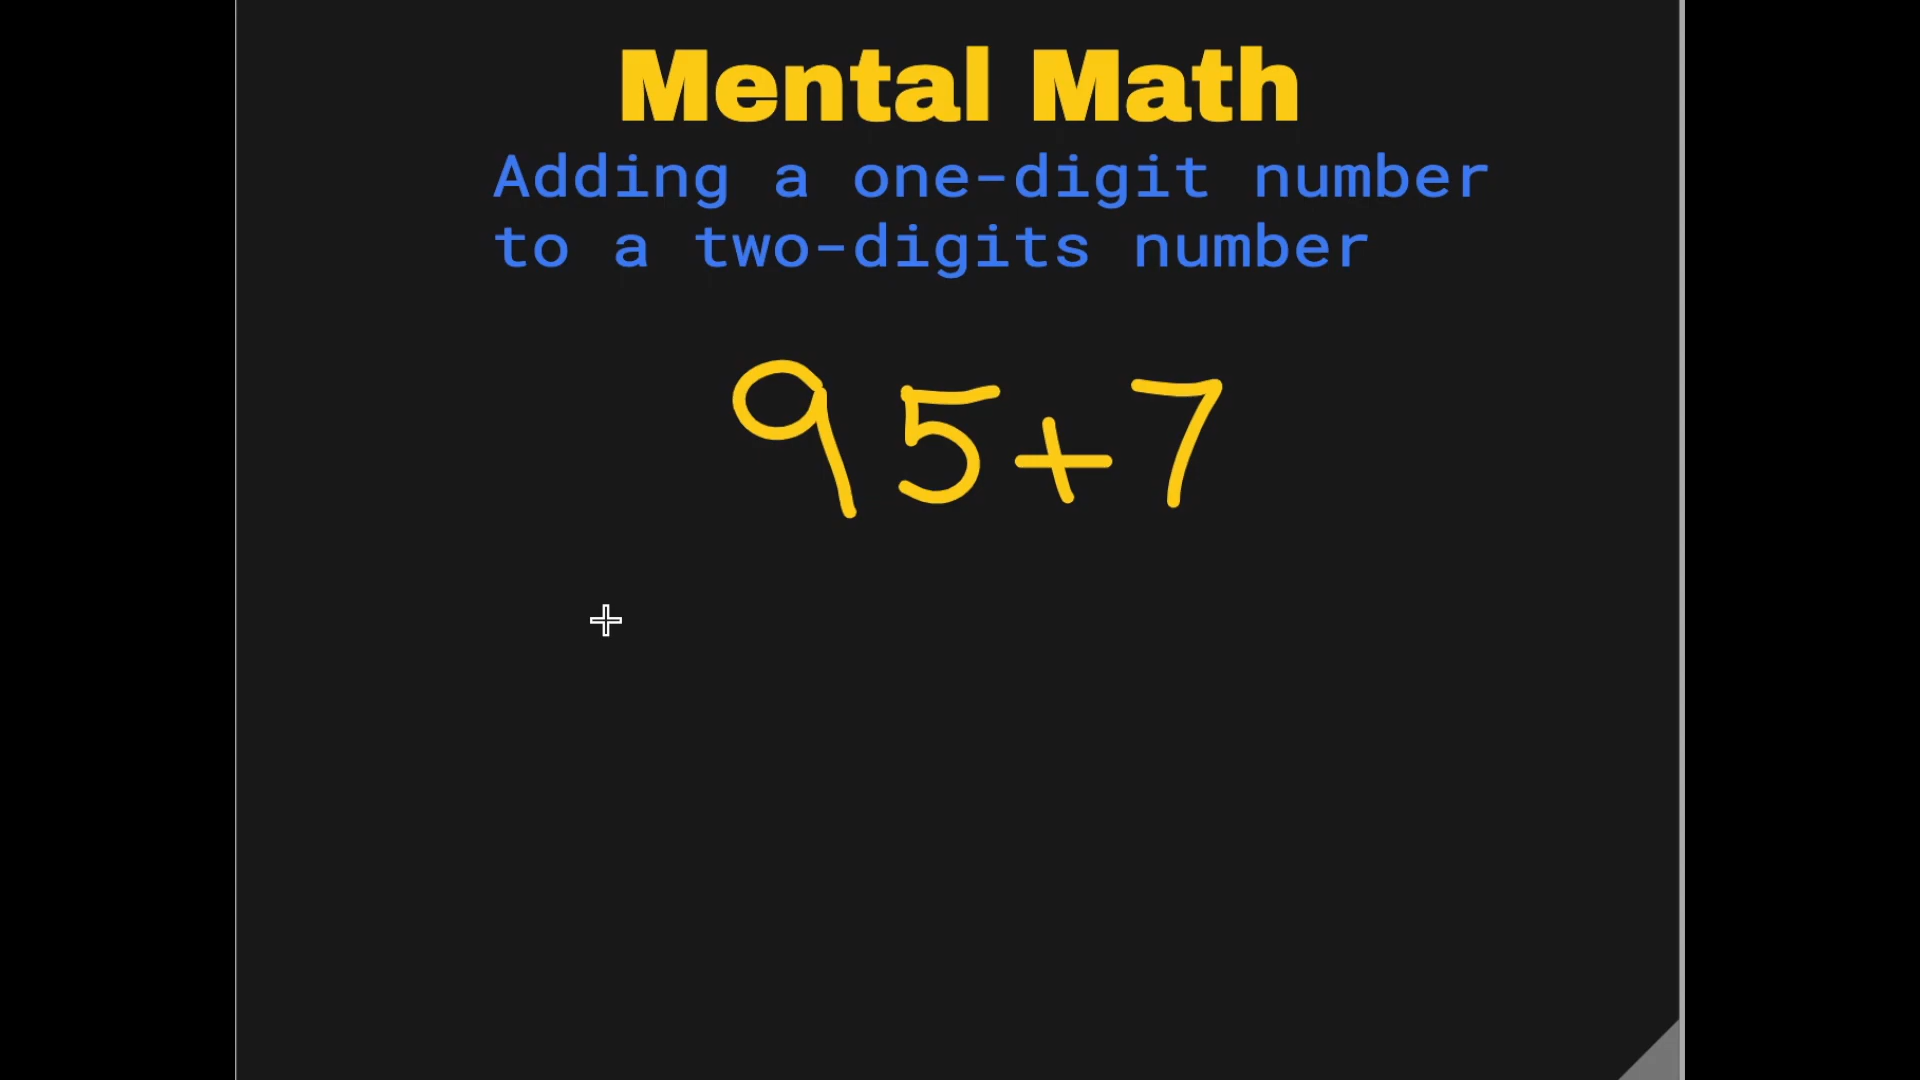 Mental Math
Adding a one-digit number
to a two-digits number
95+7